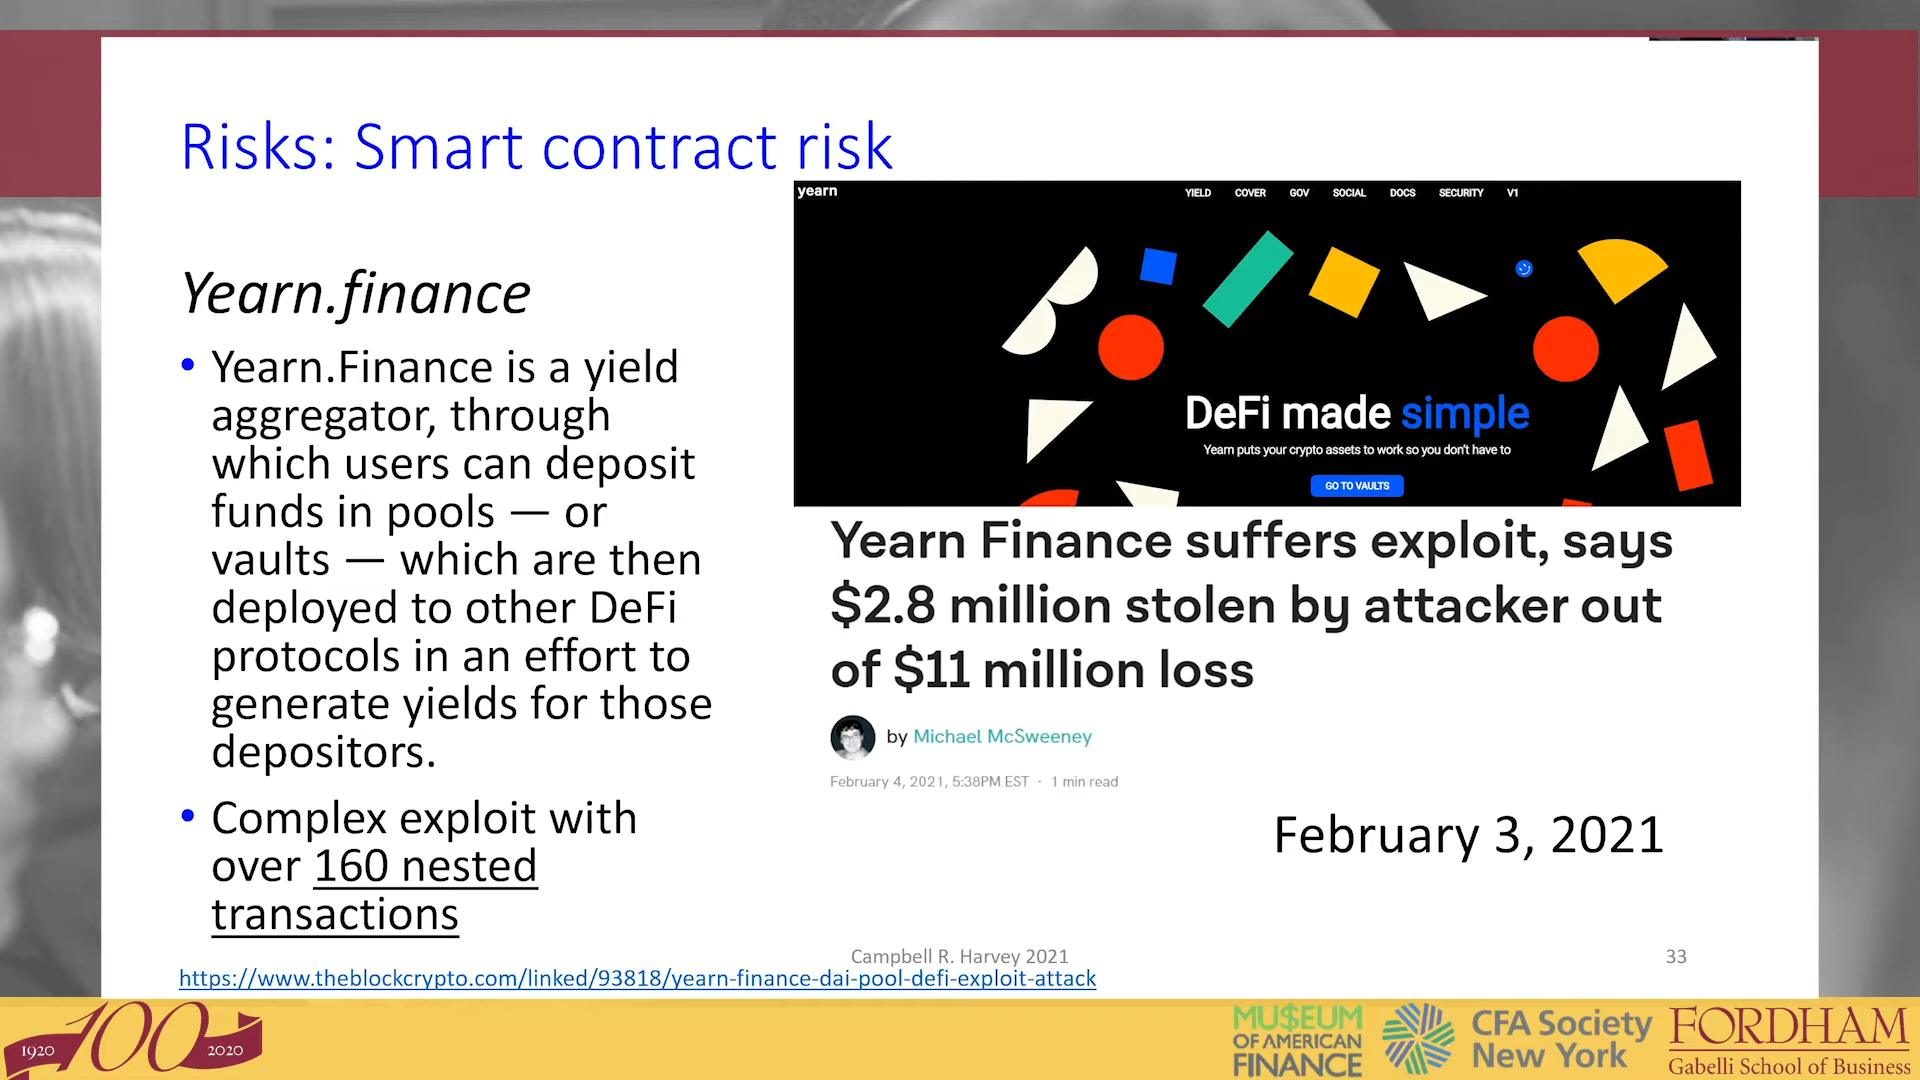 Risks: Smart contract risk
Yearn.finance
• Yearn.Finance is a yield
aggregator, through
which users can deposit
funds in pools — or
vaults — which are then
deployed to other DeFi
protocols in an effort to
generate yields for those
depositors.
• Complex exploit with
over 160 nested
transactions
yearn
YIELD COVER GOV SOCIAL DOCS SECURITY V1
DeFi made simple
Yearn puts your crypto assets to work so you don't have to
GO TO VAULTS
Yearn Finance suffers exploit, says
$2.8 million stolen by attacker out
of $11 million loss
by Michael McSweeney
February 4, 2021, 5:38PM EST · 1 min read
February 3, 2021
Campbell R. Harvey 2021
33
https://www.theblockcrypto.com/linked/93818/yearn-finance-dai-pool-defi-exploit-attack
1920 100 2020
MU$EUM
OF AMERICAN
FINANCE
CFA Society
New York
FORDHAM
Gabelli School of Business